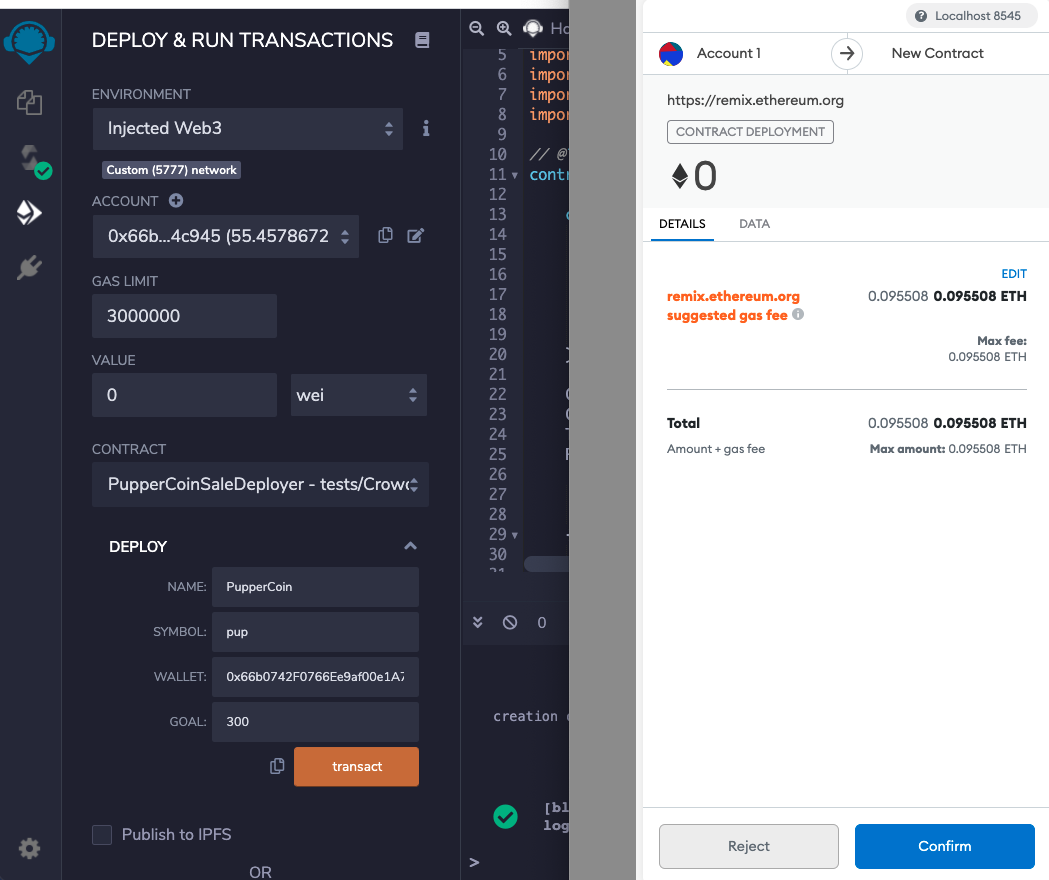 DEPLOY & RUN TRANSACTIONS
ENVIRONMENT
Injected Web3
Custom (5777) network
ACCOUNT
0x66b...4c945 (55.4578672
GAS LIMIT
3000000
VALUE
0
wei
CONTRACT
PupperCoinSaleDeployer - tests/Crowd
DEPLOY
NAME: PupperCoin
SYMBOL: pup
WALLET: 0x66b0742F0766Ee9af00e1A7
GOAL: 300
transact
Publish to IPFS
OR
Ho
5 impor
6 impor
7 impor
8 impor
9
10 // @
11 contr
12
13
14
15
16
17
18
19
20
21
22
23
24
25
26
27
28
29
30
0
creation
[bl
log
>
Localhost 8545
Account 1
New Contract
https://remix.ethereum.org
CONTRACT DEPLOYMENT
0
DETAILS DATA
EDIT
remix.ethereum.org 0.095508 0.095508 ETH
suggested gas fee
Max fee:
0.095508 ETH
Total 0.095508 0.095508 ETH
Amount + gas fee Max amount: 0.095508 ETH
Reject Confirm